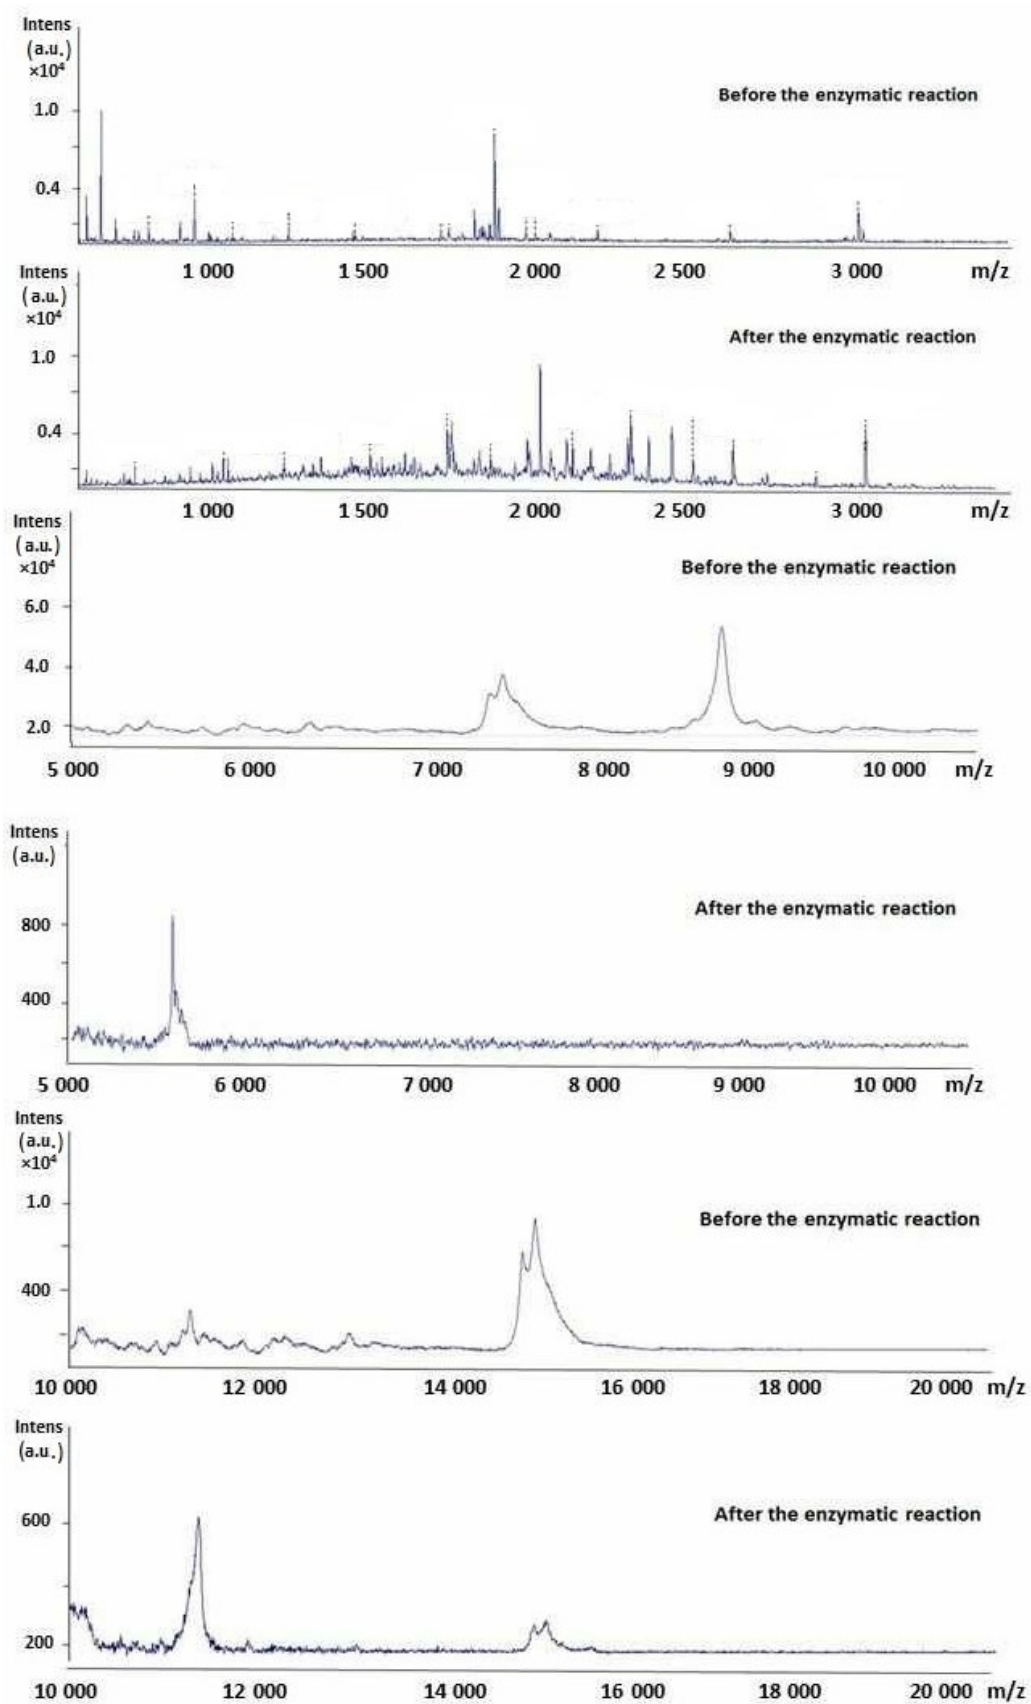 Intens
(a.u.)
×10⁴
Before the enzymatic reaction
1.0
0.4
1 000 1 500 2 000 2 500 3 000 m/z
Intens
(a.u.)
×10⁴
After the enzymatic reaction
1.0
0.4
1 000 1 500 2 000 2 500 3 000 m/z
Intens
(a.u.)
×10⁴
Before the enzymatic reaction
6.0
4.0
2.0
5 000 6 000 7 000 8 000 9 000 10 000 m/z
Intens
(a.u.)
After the enzymatic reaction
800
400
5 000 6 000 7 000 8 000 9 000 10 000 m/z
Intens
(a.u.)
×10⁴
1.0
Before the enzymatic reaction
400
10 000 12 000 14 000 16 000 18 000 20 000 m/z
Intens
(a.u.)
After the enzymatic reaction
600
200
10 000 12 000 14 000 16 000 18 000 20 000 m/z